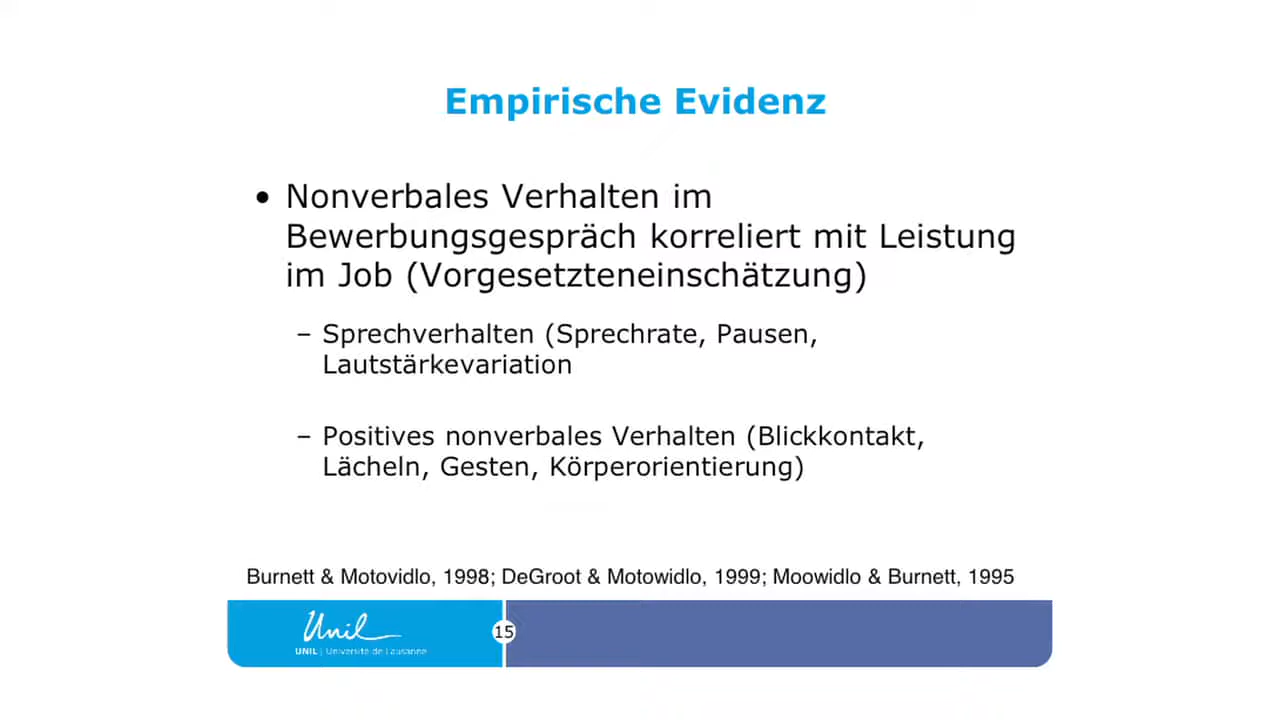 Empirische Evidenz
• Nonverbales Verhalten im
Bewerbungsgespräch korreliert mit Leistung
im Job (Vorgesetzteneinschätzung)
– Sprechverhalten (Sprechrate, Pausen,
Lautstärkevariation
– Positives nonverbales Verhalten (Blickkontakt,
Lächeln, Gesten, Körperorientierung)
Burnett & Motovidlo, 1998; DeGroot & Motowidlo, 1999; Moowidlo & Burnett, 1995
Unil
UNIL | Université de Lausanne
15